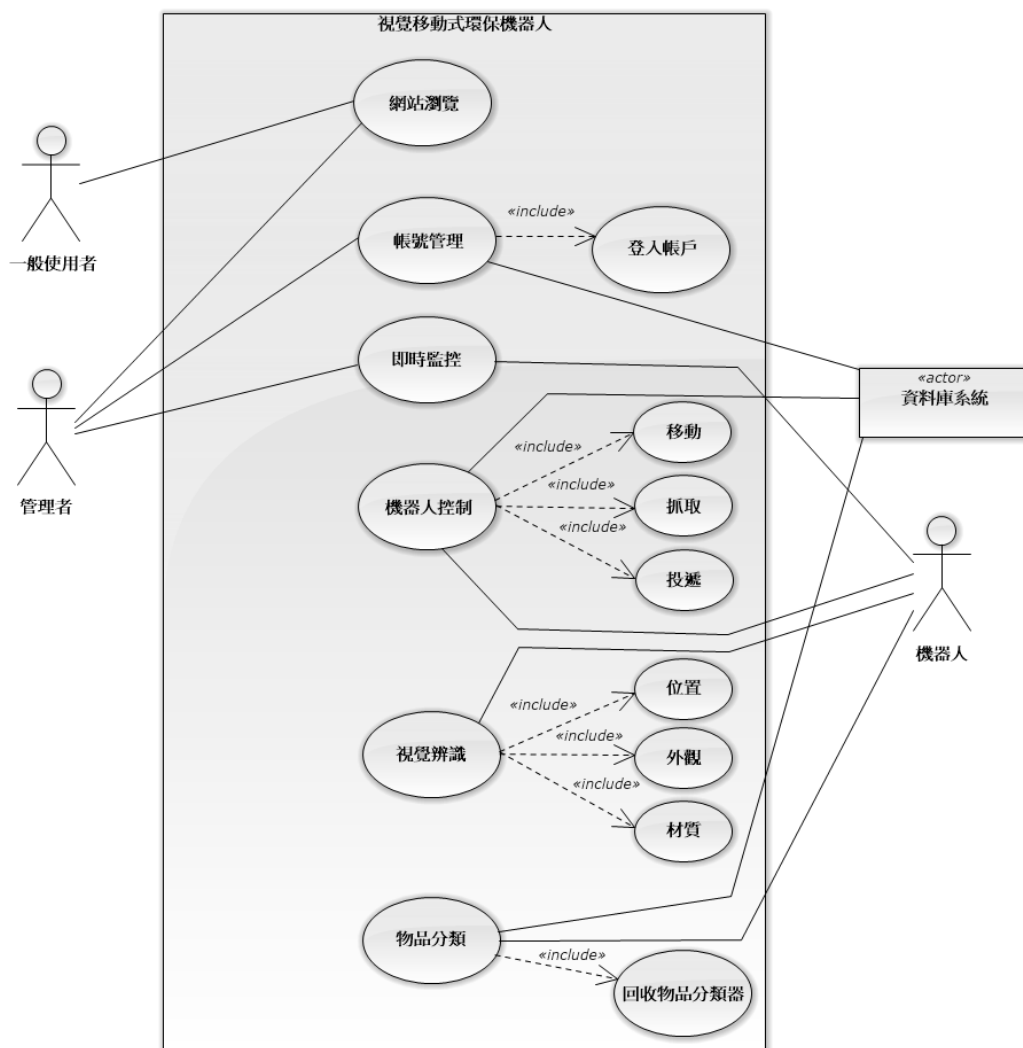 視覺移動式環保機器人
網站瀏覽
一般使用者
帳號管理
«include»
登入帳戶
即時監控
管理者
«actor»
資料庫系統
機器人控制
«include»
移動
«include»
抓取
«include»
投遞
機器人
視覺辨識
«include»
位置
«include»
外觀
«include»
材質
物品分類
«include»
回收物品分類器